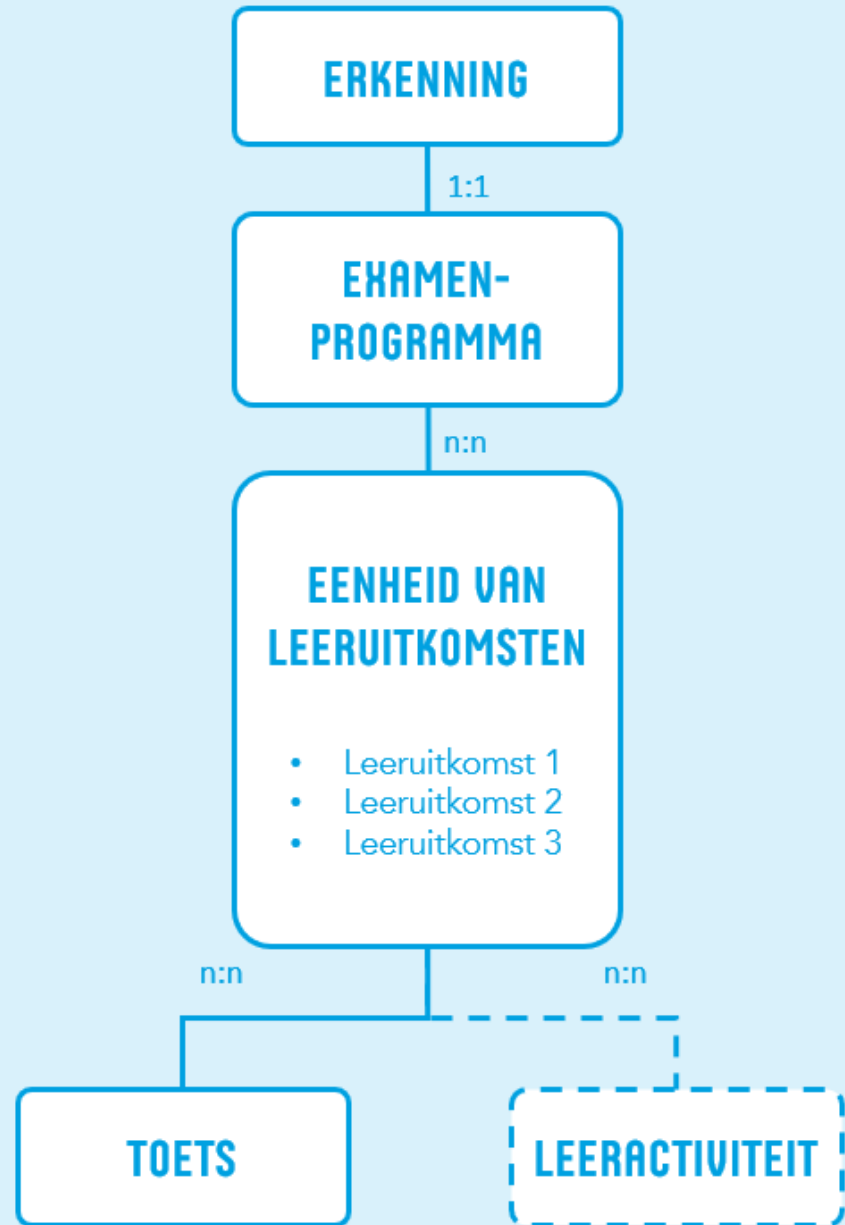 ERKENNING
1:1
EXAMEN-
PROGRAMMA
n:n
EENHEID VAN
LEERUITKOMSTEN
• Leeruitkomst 1
• Leeruitkomst 2
• Leeruitkomst 3
n:n n:n
TOETS LEERACTIVITEIT